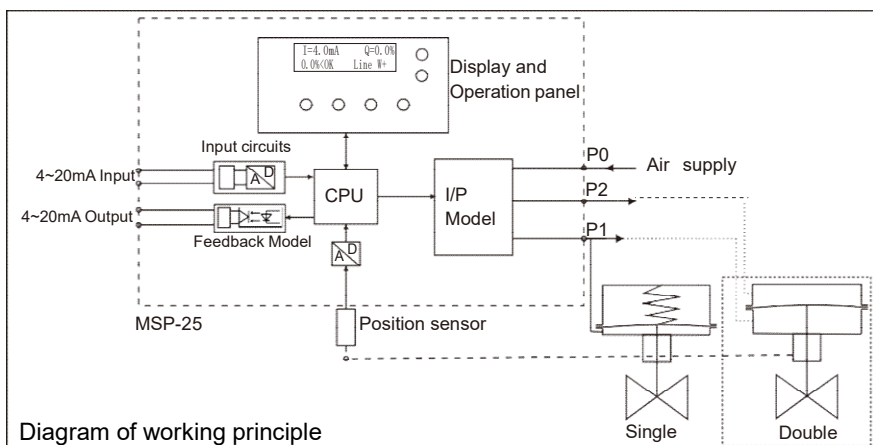 I=4.0mA Q=0.0%
0.0%<OK Line W+
Display and
Operation panel
Input circuits
A D
4~20mA Input
4~20mA Output
Feedback Model
CPU
I/P
Model
P0
Air supply
P2
P1
A D
MSP-25
Position sensor
Single
Double
Diagram of working principle